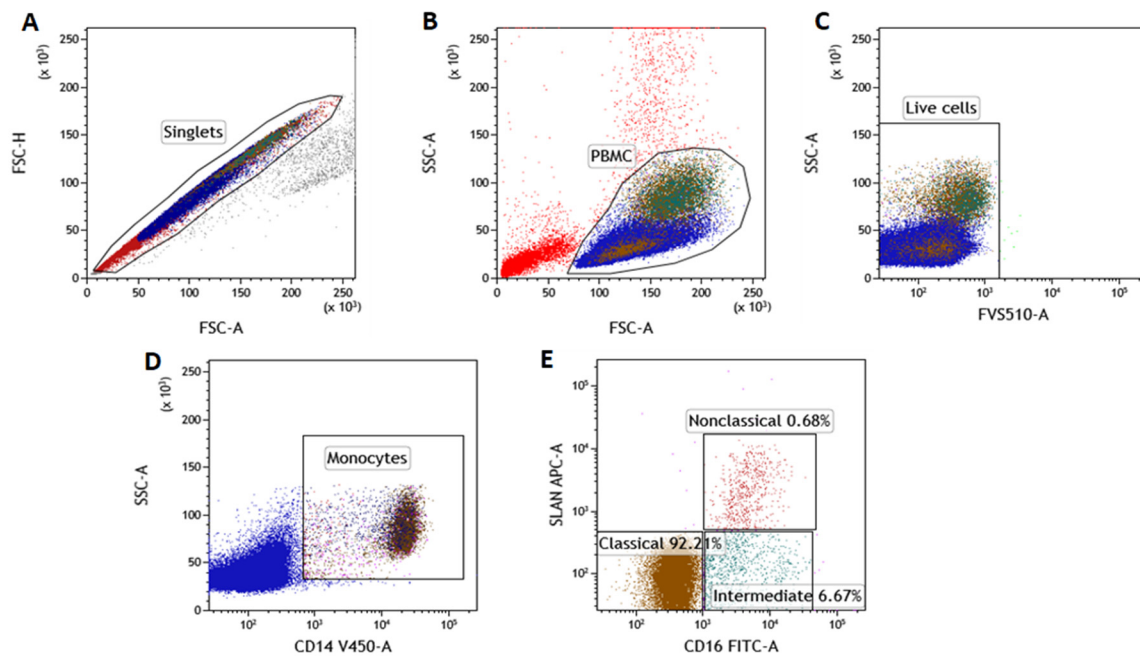 A
(x 10³)
250
200
150
100
50
0
FSC-H
Singlets
0 50 100 150 200 250
(x 10³)
FSC-A
B
(x 10³)
250
200
150
100
50
0
SSC-A
PBMC
0 50 100 150 200 250
(x 10³)
FSC-A
C
(x 10³)
250
200
150
100
50
0
SSC-A
Live cells
10² 10³ 10⁴ 10⁵
FVS510-A
D
(x 10³)
250
200
150
100
50
0
SSC-A
Monocytes
10² 10³ 10⁴ 10⁵
CD14 V450-A
E
10⁵
10⁴
10³
10²
SLAN APC-A
Nonclassical 0.68%
Classical 92.21%
Intermediate 6.67%
10² 10³ 10⁴ 10⁵
CD16 FITC-A